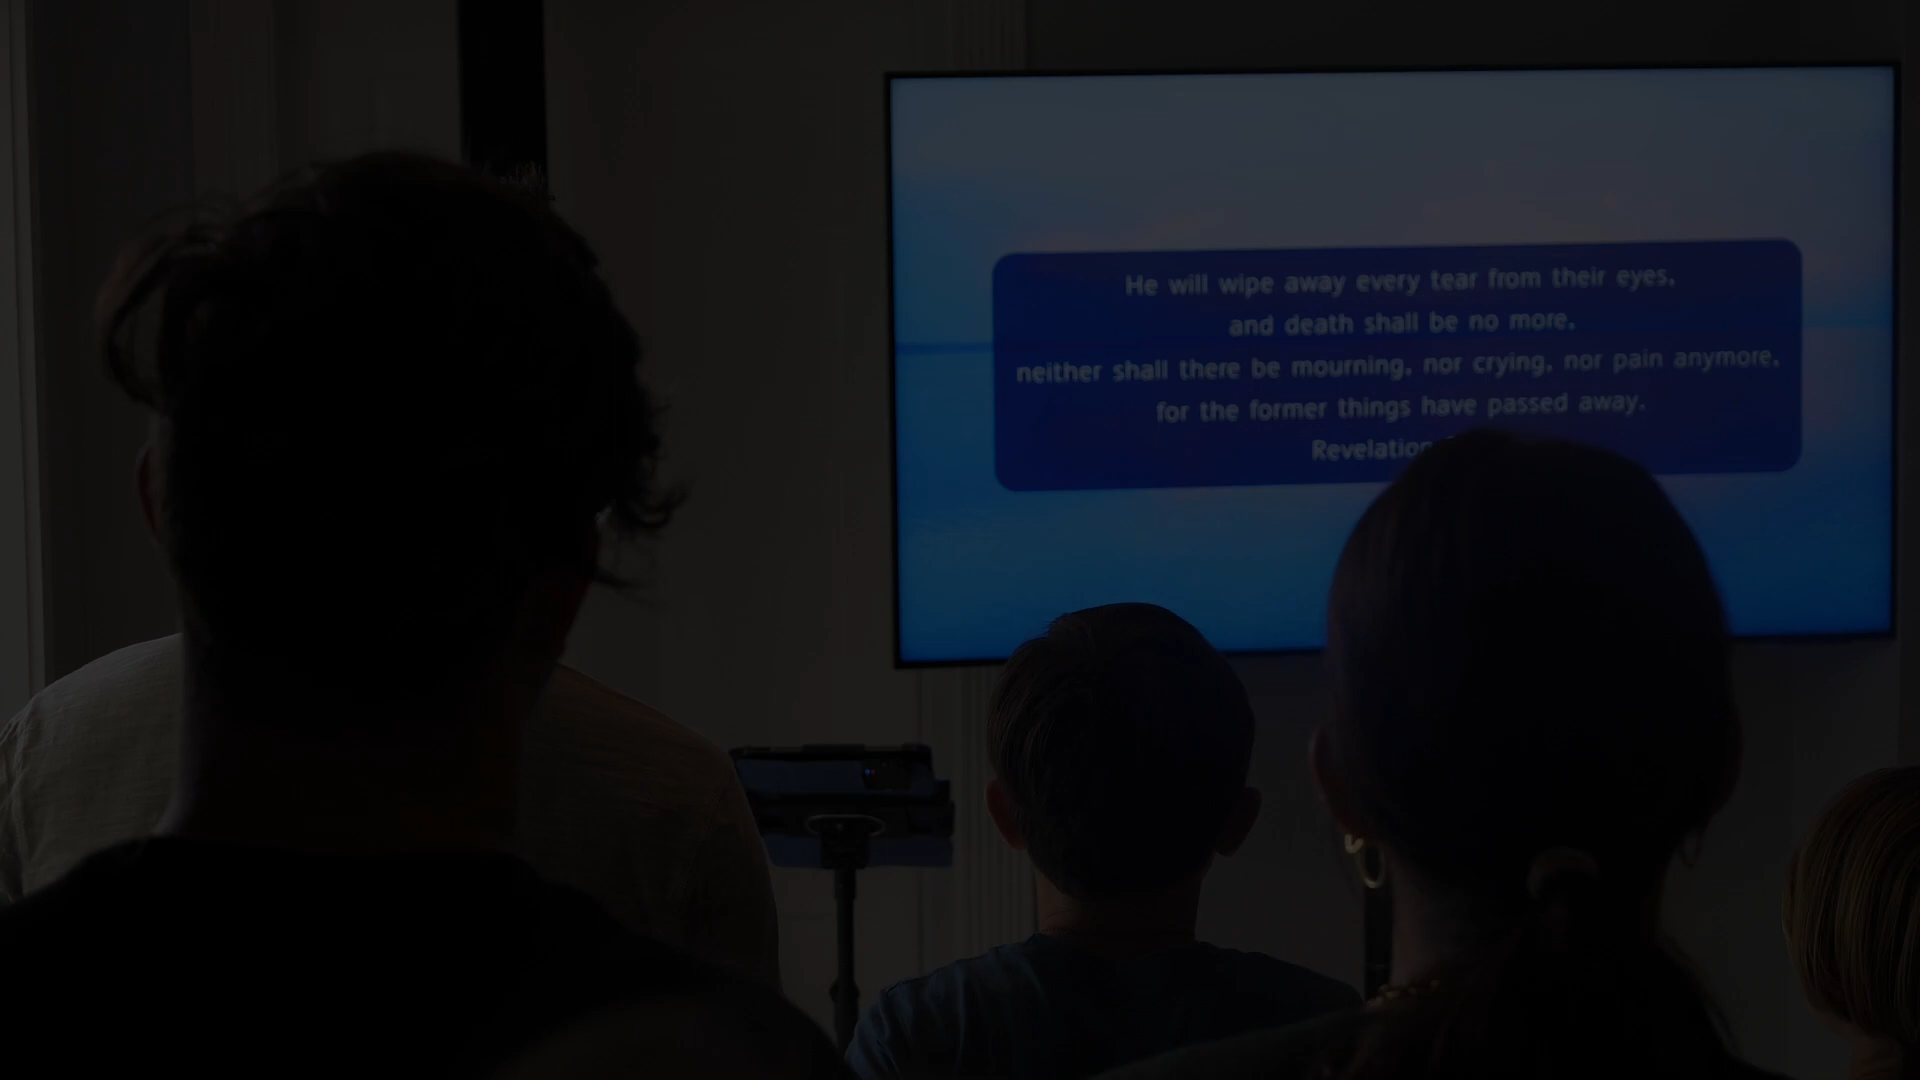 He will wipe away every tear from their eyes,
and death shall be no more,
neither shall there be mourning, nor crying, nor pain anymore,
for the former things have passed away.
Revelation